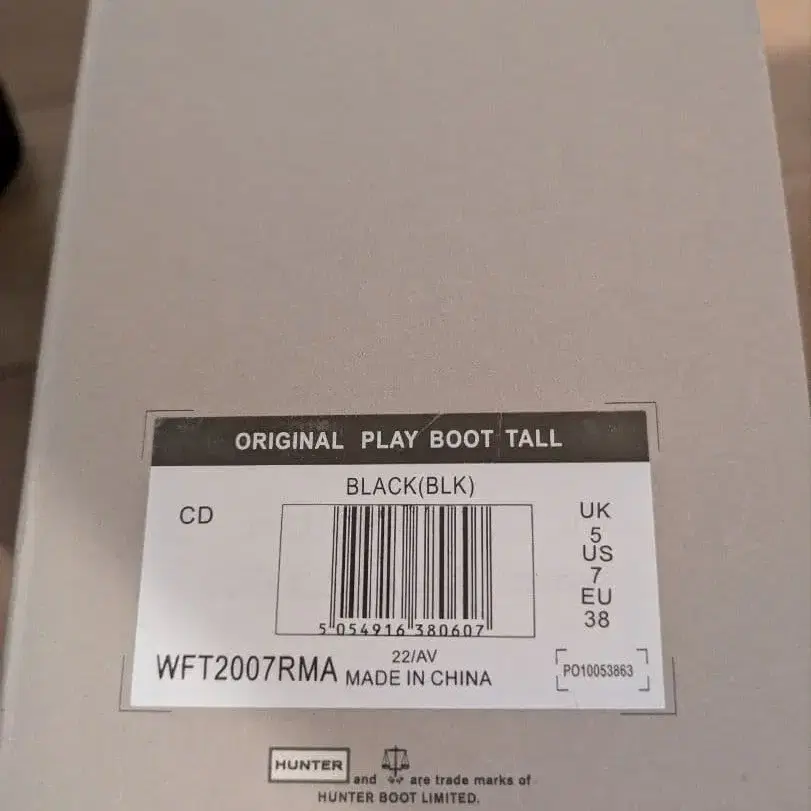 ORIGINAL PLAY BOOT TALL
BLACK(BLK)
CD
UK
5
US
7
EU
38
5 054916 380607
22/AV
WFT2007RMA MADE IN CHINA
PO10053863
HUNTER and are trade marks of
HUNTER BOOT LIMITED.